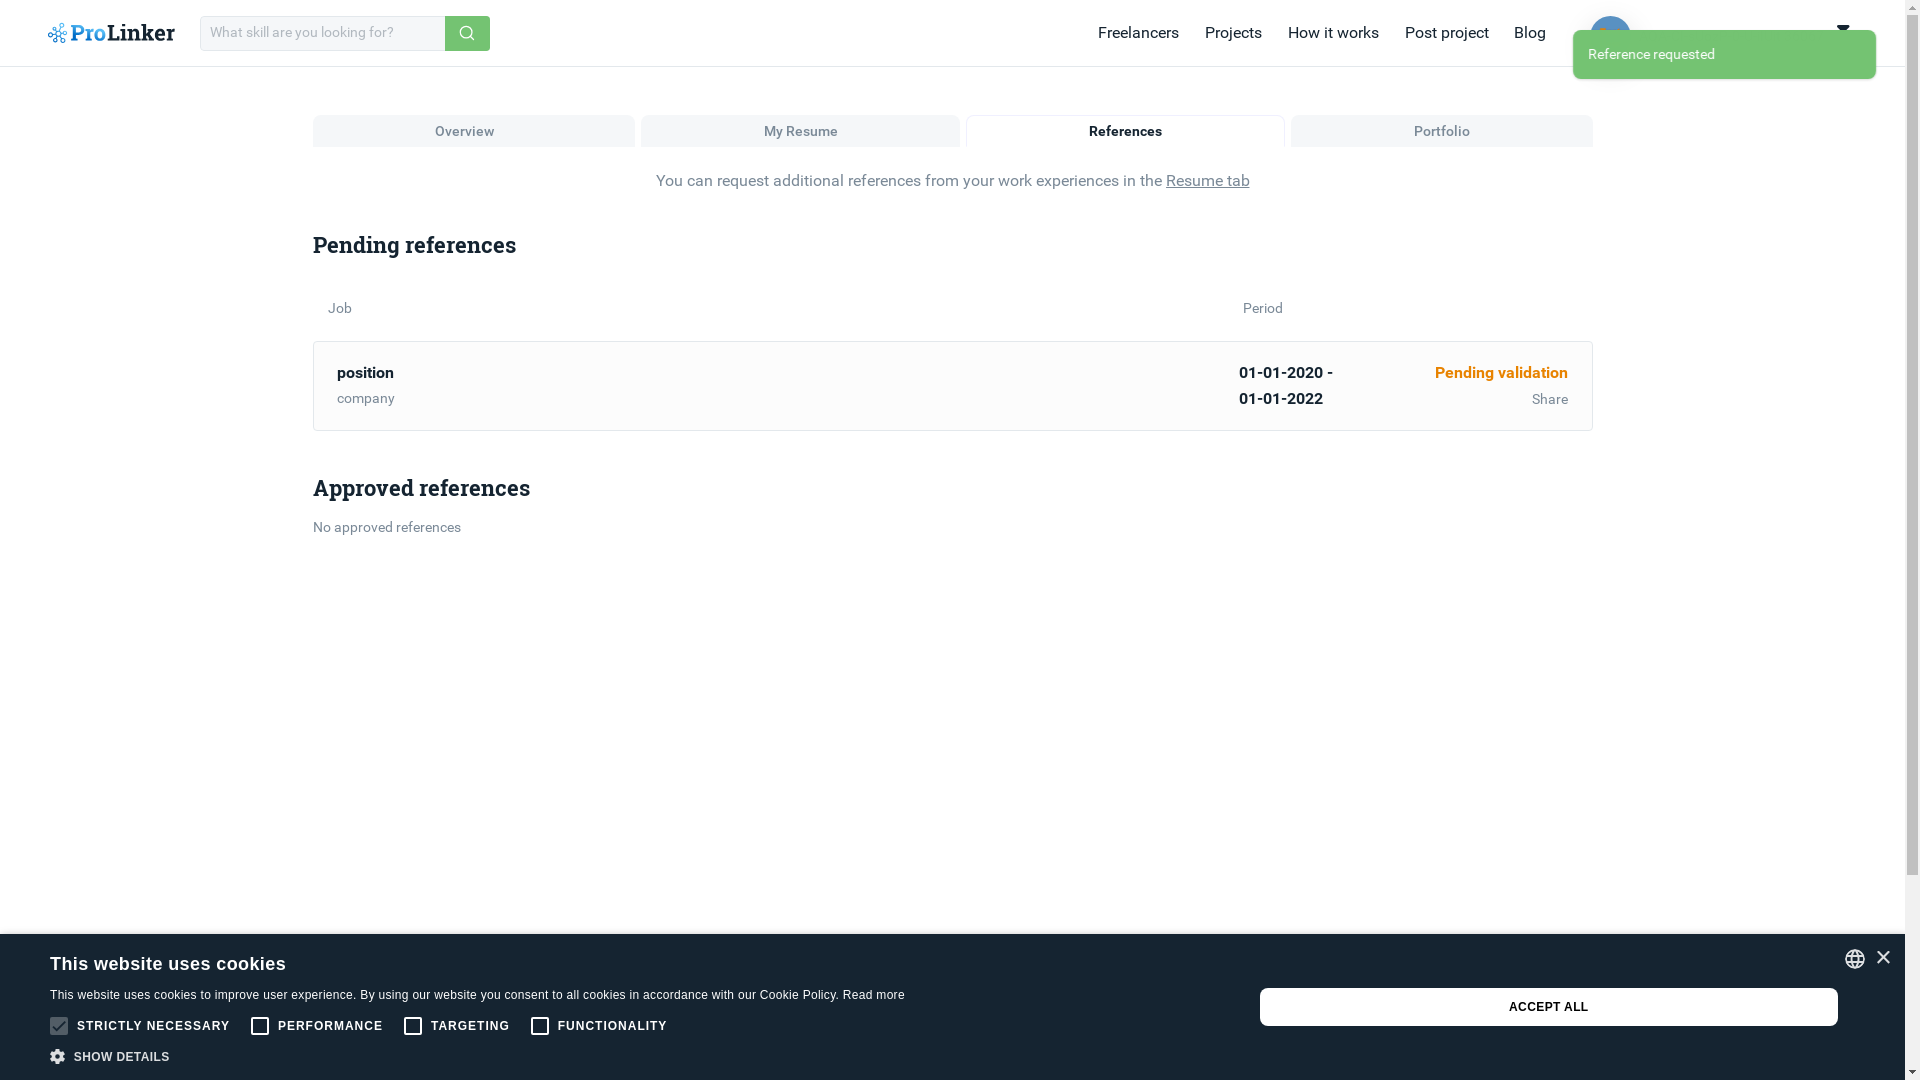 ProLinker
What skill are you looking for?
Freelancers Projects How it works Post project Blog
Reference requested
Overview My Resume References Portfolio
You can request additional references from your work experiences in the Resume tab
Pending references
Job Period
position 01-01-2020 - Pending validation
company 01-01-2022 Share
Approved references
No approved references
This website uses cookies
This website uses cookies to improve user experience. By using our website you consent to all cookies in accordance with our Cookie Policy. Read more
STRICTLY NECESSARY PERFORMANCE TARGETING FUNCTIONALITY
SHOW DETAILS
ACCEPT ALL